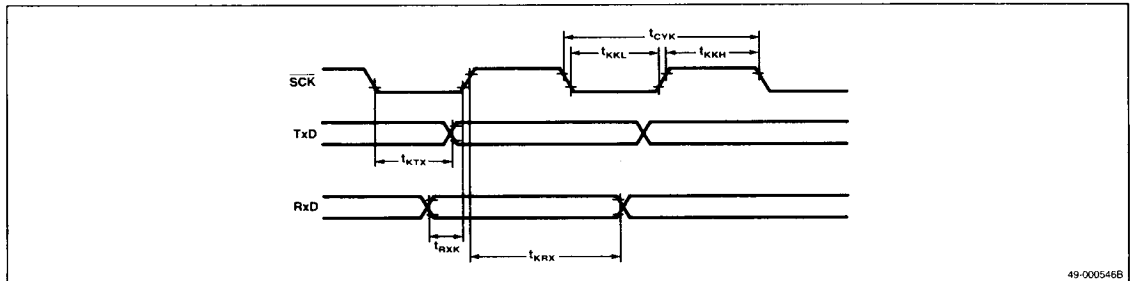 tCYK
tKKL
tKKH
SCK
TxD
tKTX
RxD
tRXK
tKRX
49-000546B